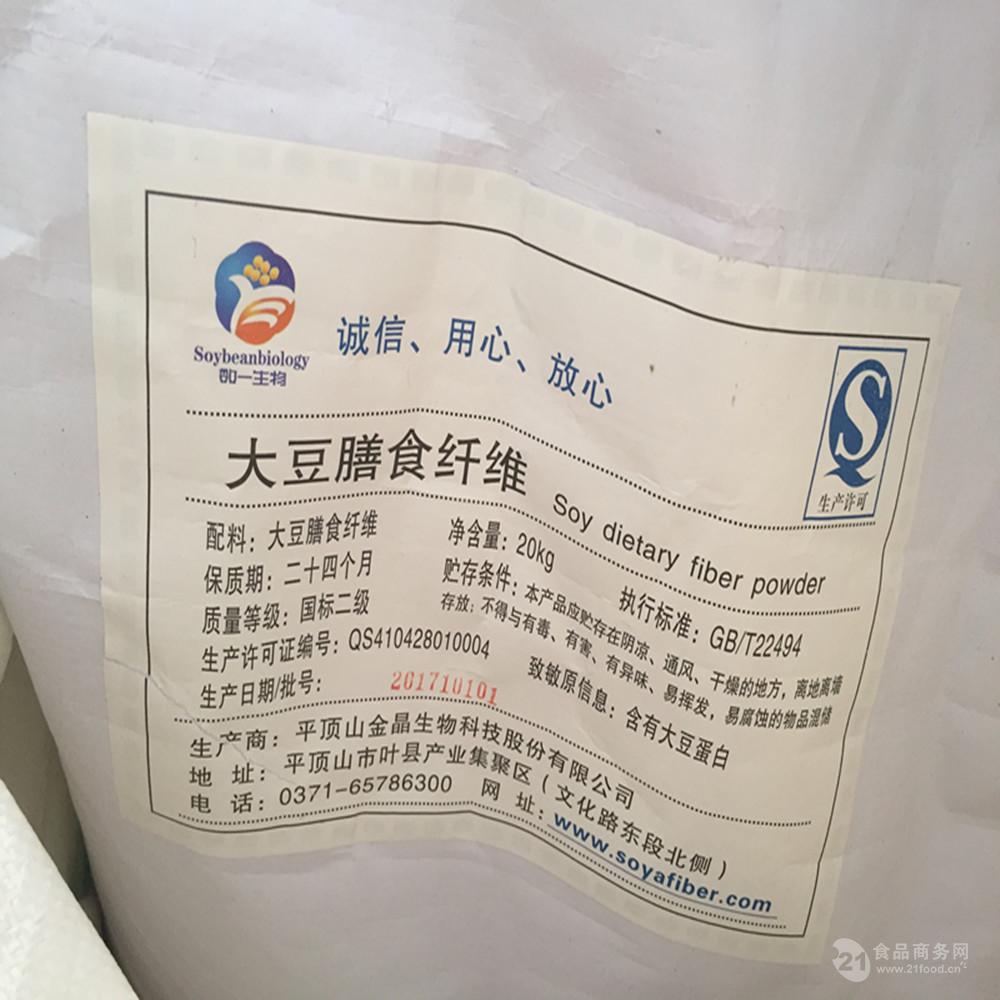 Soybeanbiology
如一生物
诚信、用心、放心
生产许可
大豆膳食纤维 Soy dietary fiber powder
配料：大豆膳食纤维 净含量：20kg 执行标准：GB/T22494
保质期：二十四个月 贮存条件：本产品应贮存在阴凉、通风、干燥的地方，离地离墙
质量等级：国标二级 存放；不得与有毒、有害、有异味、易挥发，易腐蚀的物品混储
生产许可证编号：QS410428010004 致敏原信息：含有大豆蛋白
生产日期/批号： 201710101
生产商：平顶山金晶生物科技股份有限公司
地址：平顶山市叶县产业集聚区（文化路东段北侧）
电话：0371-65786300 网址：www.soyafiber.com
21 食品商务网
www.21food.cn